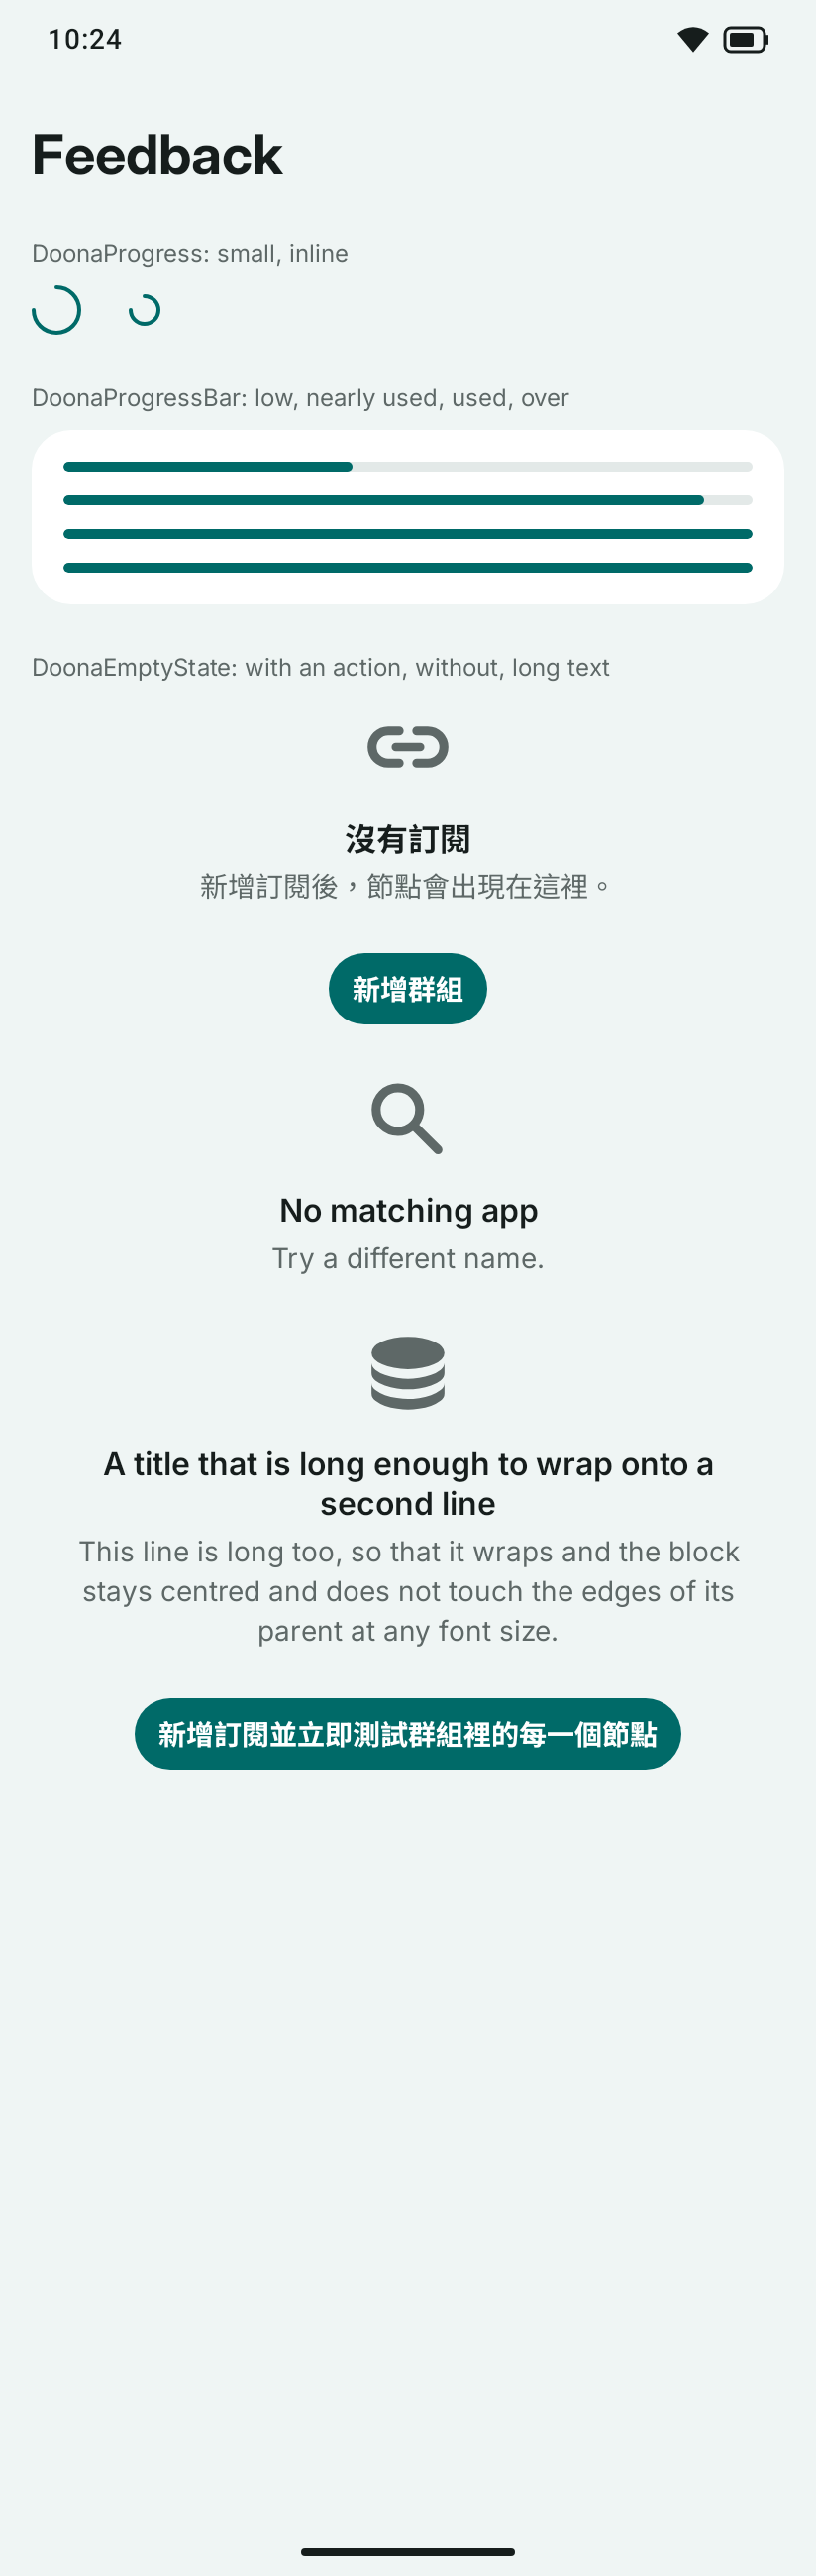 10:24
Feedback
DoonaProgress: small, inline
DoonaProgressBar: low, nearly used, used, over
DoonaEmptyState: with an action, without, long text
沒有訂閱
新增訂閱後，節點會出現在這裡。
新增群組
No matching app
Try a different name.
A title that is long enough to wrap onto a
second line
This line is long too, so that it wraps and the block
stays centred and does not touch the edges of its
parent at any font size.
新增訂閱並立即測試群組裡的每一個節點